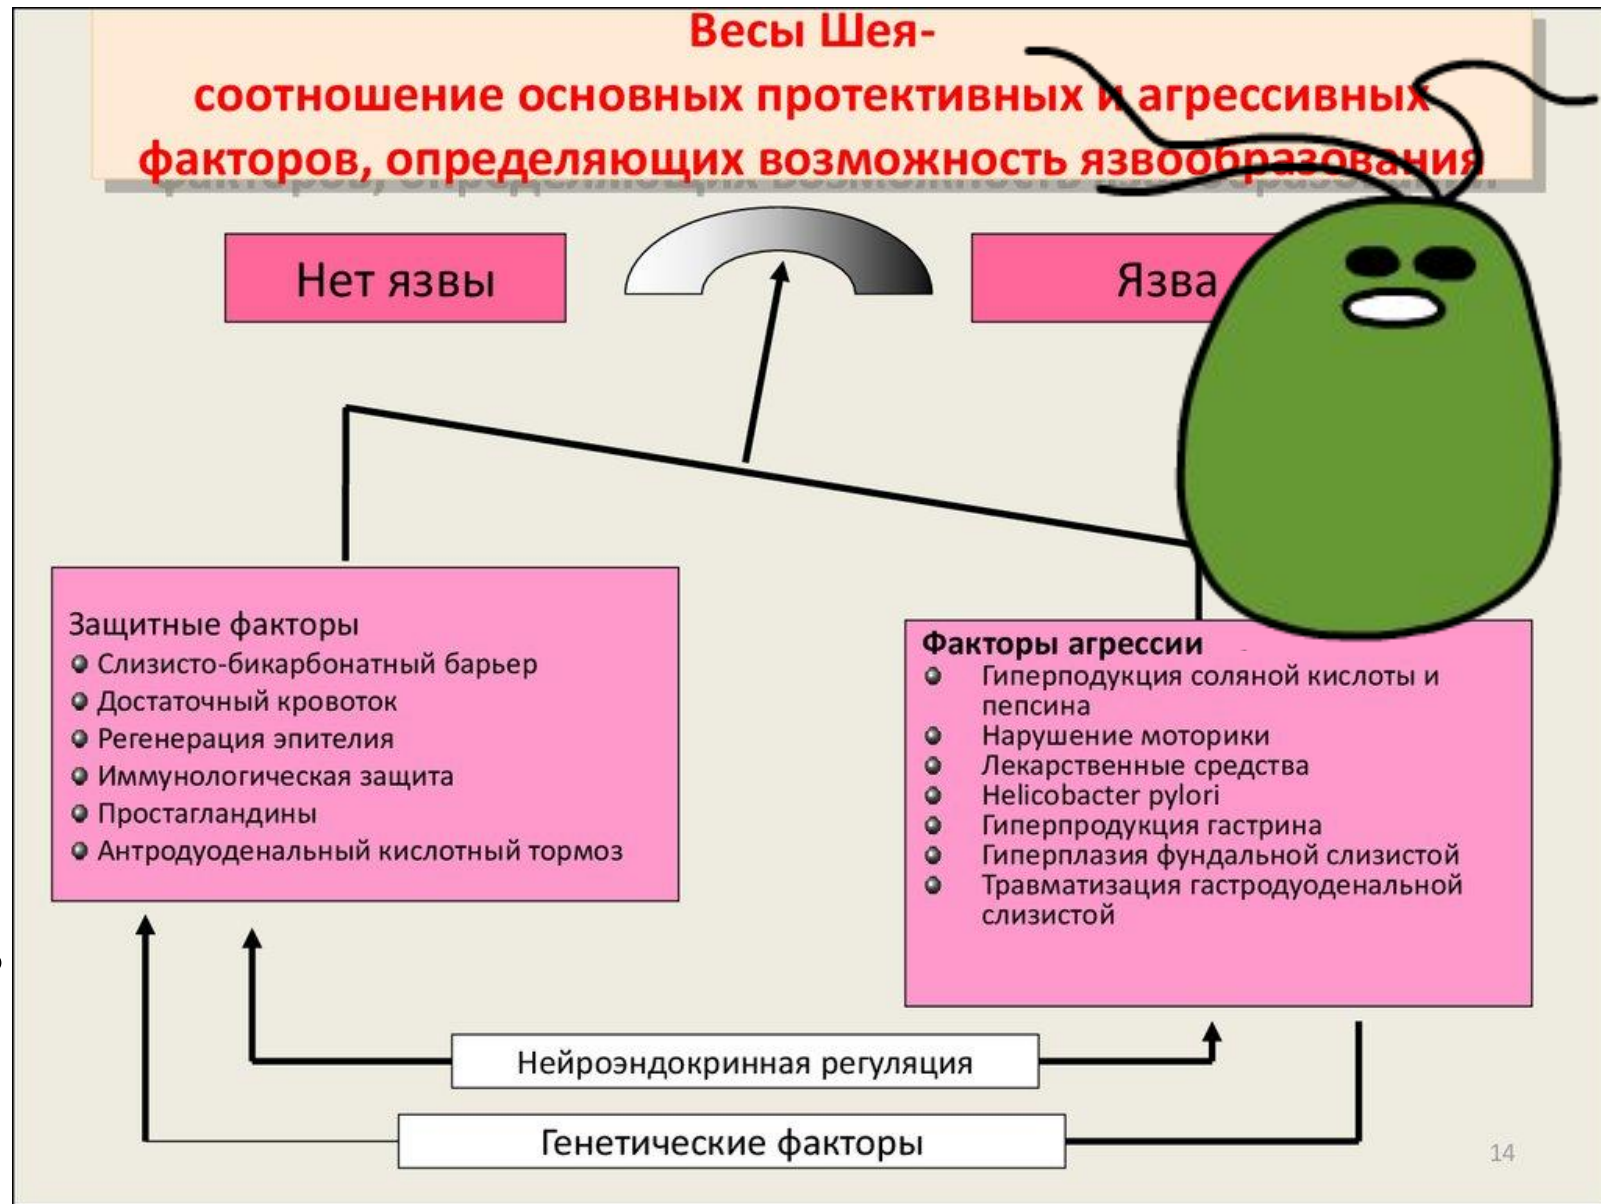 Весы Шея-
соотношение основных протективных и агрессивных
факторов, определяющих возможность язвообразования
Нет язвы
Язва
Защитные факторы
Слизисто-бикарбонатный барьер
Достаточный кровоток
Регенерация эпителия
Иммунологическая защита
Простагландины
Антродуоденальный кислотный тормоз
Факторы агрессии
Гиперподукция соляной кислоты и
пепсина
Нарушение моторики
Лекарственные средства
Helicobacter pylori
Гиперпродукция гастрина
Гиперплазия фундальной слизистой
Травматизация гастродуоденальной
слизистой
Нейроэндокринная регуляция
Генетические факторы
14